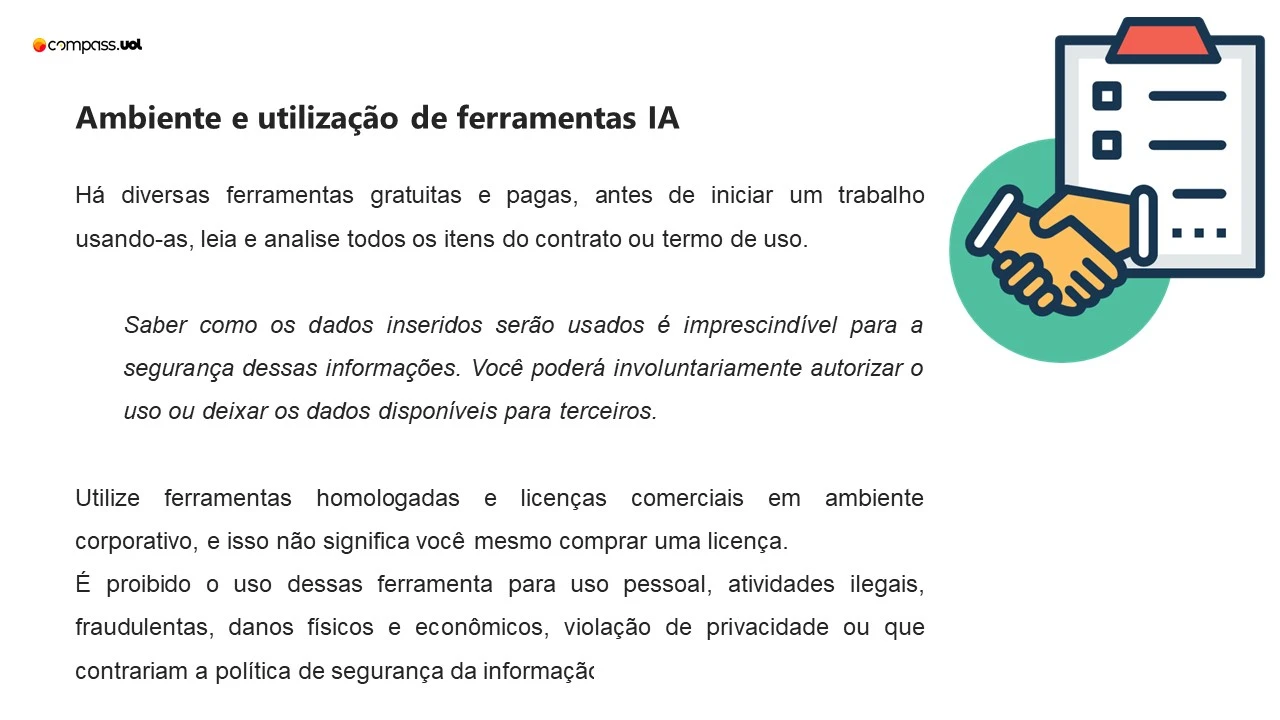 compass.uol
Ambiente e utilização de ferramentas IA
Há diversas ferramentas gratuitas e pagas, antes de iniciar um trabalho
usando-as, leia e analise todos os itens do contrato ou termo de uso.
Saber como os dados inseridos serão usados é imprescindível para a
segurança dessas informações. Você poderá involuntariamente autorizar o
uso ou deixar os dados disponíveis para terceiros.
Utilize ferramentas homologadas e licenças comerciais em ambiente
corporativo, e isso não significa você mesmo comprar uma licença.
É proibido o uso dessas ferramenta para uso pessoal, atividades ilegais,
fraudulentas, danos físicos e econômicos, violação de privacidade ou que
contrariam a política de segurança da informação